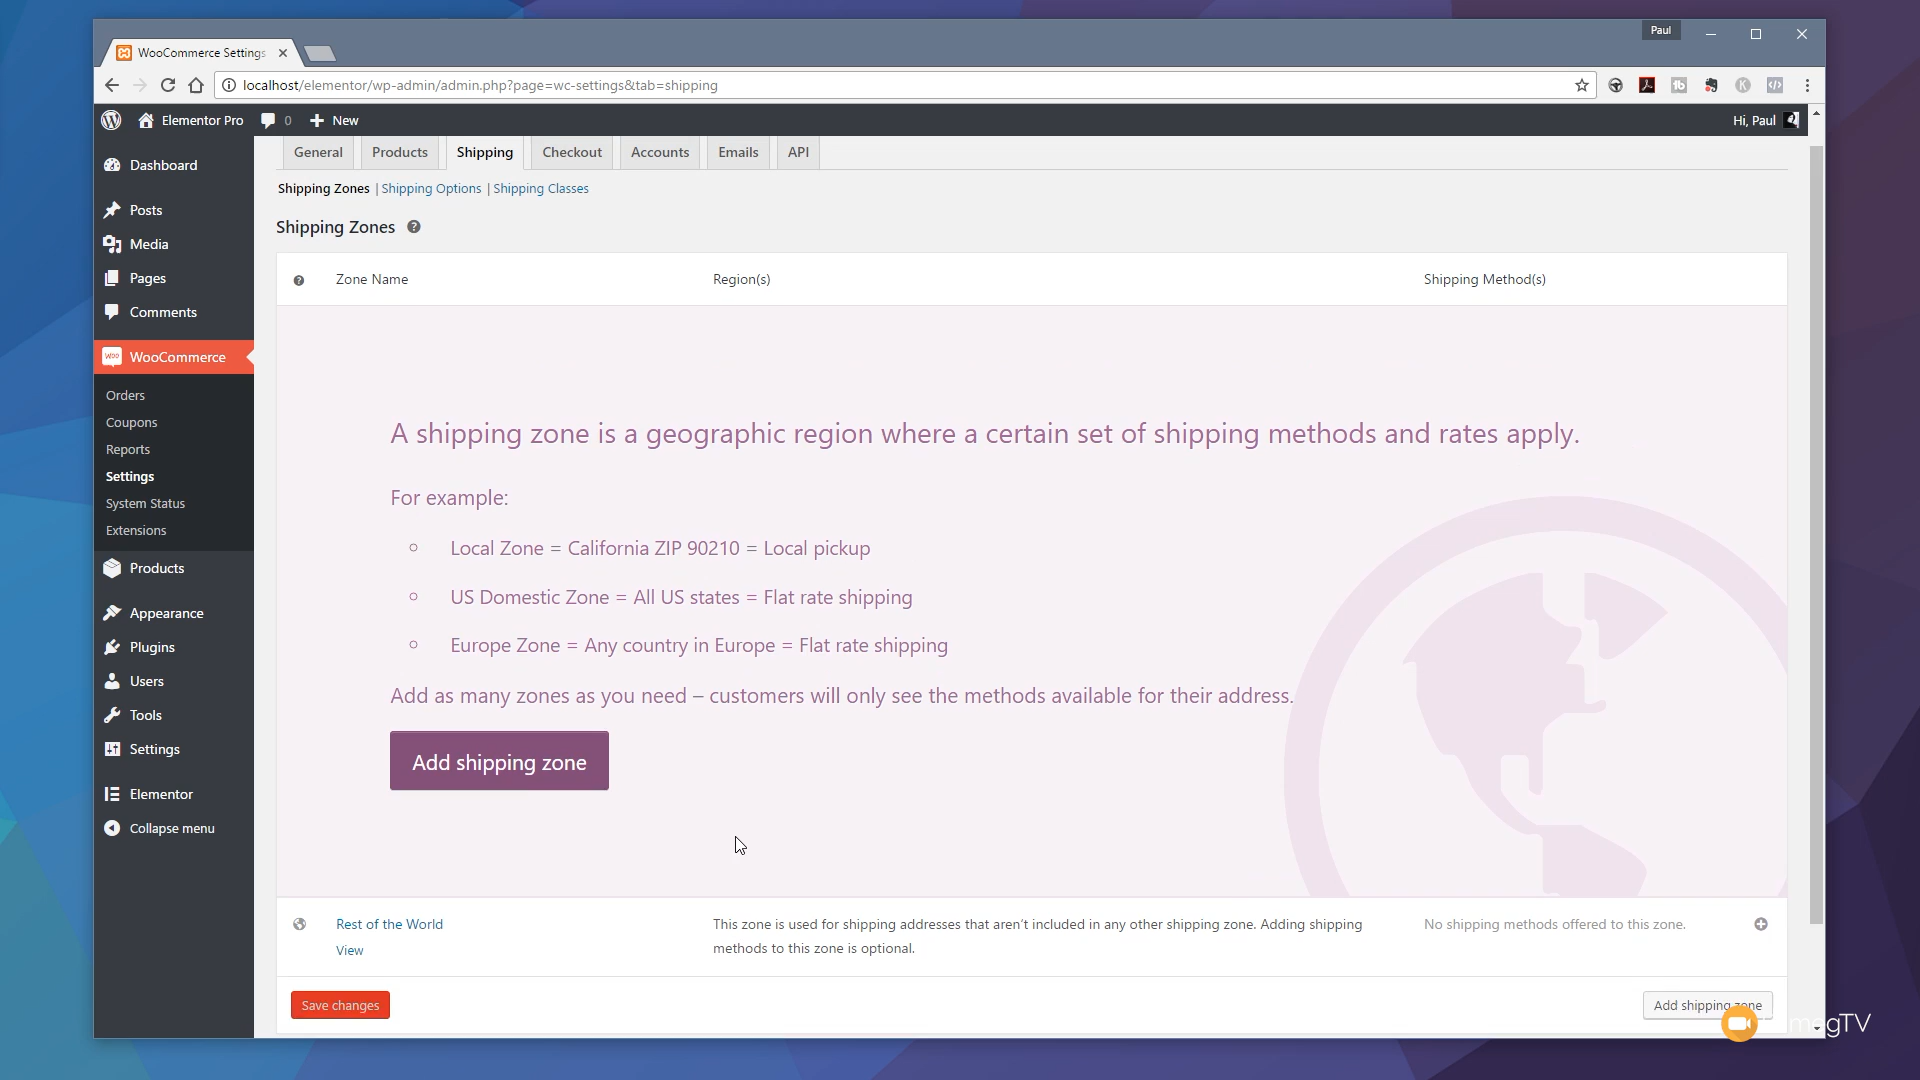 Paul
WooCommerce Settings
localhost/elementor/wp-admin/admin.php?page=wc-settings&tab=shipping
Elementor Pro 0 New Hi, Paul
General Products Shipping Checkout Accounts Emails API
Shipping Zones | Shipping Options | Shipping Classes
Shipping Zones
Zone Name Region(s) Shipping Method(s)
Dashboard
Posts
Media
Pages
Comments
WooCommerce
Orders
Coupons
Reports
Settings
System Status
Extensions
Products
Appearance
Plugins
Users
Tools
Settings
Elementor
Collapse menu
A shipping zone is a geographic region where a certain set of shipping methods and rates apply.
For example:
Local Zone = California ZIP 90210 = Local pickup
US Domestic Zone = All US states = Flat rate shipping
Europe Zone = Any country in Europe = Flat rate shipping
Add as many zones as you need – customers will only see the methods available for their address.
Add shipping zone
Rest of the World
View
This zone is used for shipping addresses that aren't included in any other shipping zone. Adding shipping
methods to this zone is optional.
No shipping methods offered to this zone.
Save changes
Add shipping zone